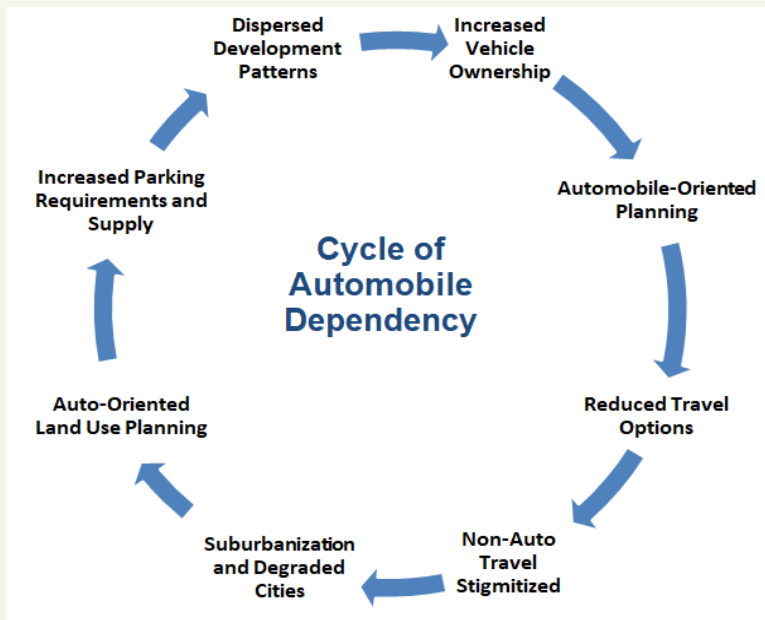 Cycle of
Automobile
Dependency
Increased
Vehicle
Ownership
Automobile-Oriented
Planning
Reduced Travel
Options
Non-Auto
Travel
Stigmitized
Suburbanization
and Degraded
Cities
Auto-Oriented
Land Use Planning
Increased Parking
Requirements and
Supply
Dispersed
Development
Patterns